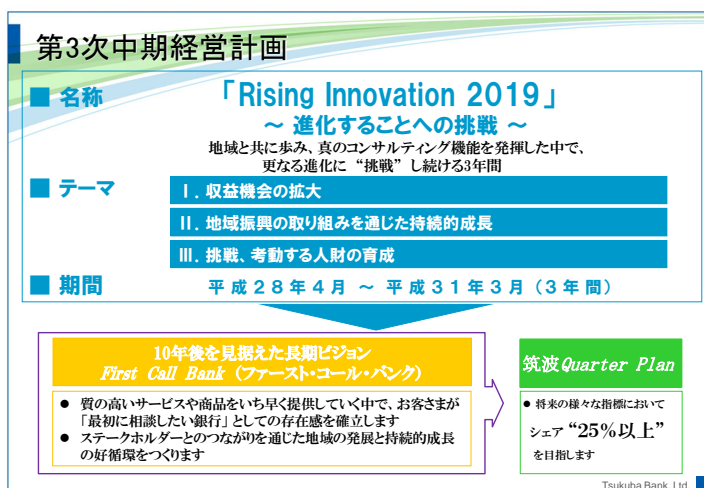 第3次中期経営計画
■ 名称
「Rising Innovation 2019」
～ 進化することへの挑戦 ～
地域と共に歩み、真のコンサルティング機能を発揮した中で、
更なる進化に “挑戦” し続ける3年間
■ テーマ
Ⅰ. 収益機会の拡大
Ⅱ. 地域振興の取り組みを通じた持続的成長
Ⅲ. 挑戦、考動する人財の育成
■ 期間
平成28年4月 ～ 平成31年3月（3年間）
10年後を見据えた長期ビジョン
First Call Bank（ファースト・コール・バンク）
● 質の高いサービスや商品をいち早く提供していく中で、お客さまが
「最初に相談したい銀行」としての存在感を確立します
● ステークホルダーとのつながりを通じた地域の発展と持続的成長
の好循環をつくります
筑波Quarter Plan
● 将来の様々な指標において
シェア “25%以上”
を目指します
Tsukuba Bank, Ltd